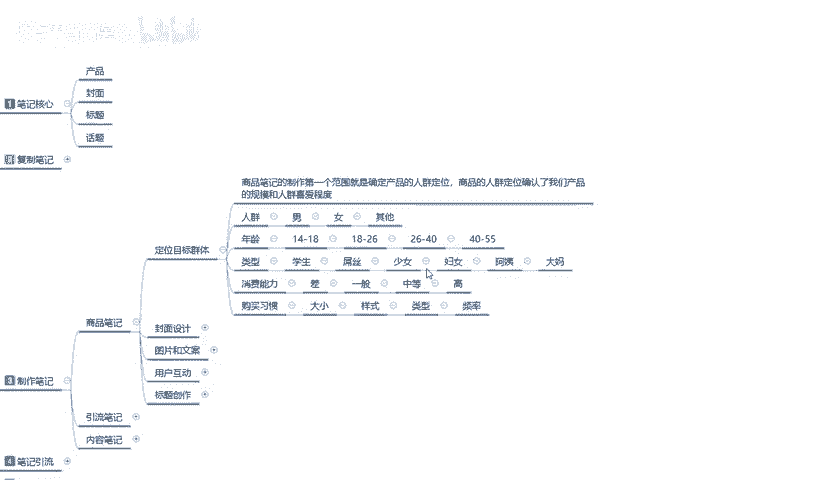 产品
封面
1 笔记核心
标题
话题
复制笔记
商品笔记的制作第一个范围就是确定产品的人群定位，商品的人群定位确认了我们产品
的规模和人群喜爱程度
人群 男 女 其他
年龄 14-18 18-26 26-40 40-55
定位目标群体
类型 学生 屌丝 少女 妇女 阿姨 大妈
消费能力 差 一般 中等 高
购买习惯 大小 样式 类型 频率
商品笔记
封面设计
图片和文案
用户互动
3 制作笔记
标题创作
引流笔记
内容笔记
4 笔记引流